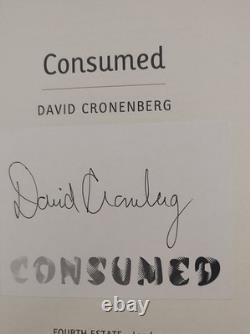 Consumed
DAVID CRONENBERG
David Cronenberg
CONSUMED
FOURTH ESTATE